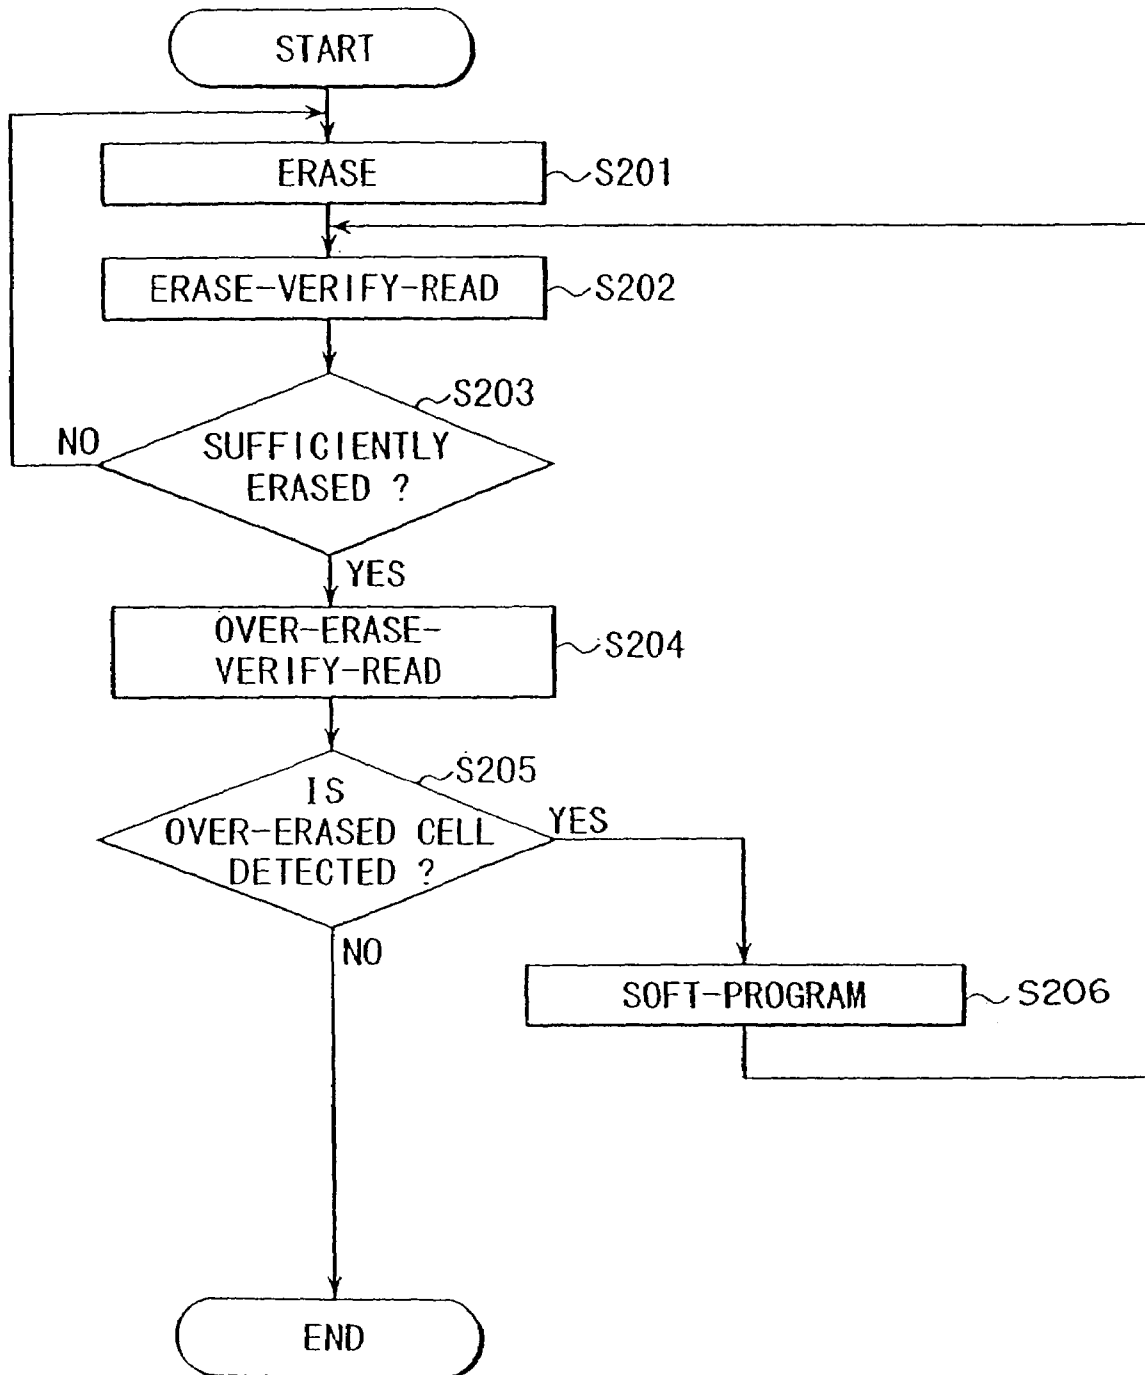 START
ERASE
S201
ERASE-VERIFY-READ
S202
S203
NO
SUFFICIENTLY
ERASED ?
YES
OVER-ERASE-
VERIFY-READ
S204
S205
IS
OVER-ERASED CELL
DETECTED ?
YES
NO
SOFT-PROGRAM
S206
END